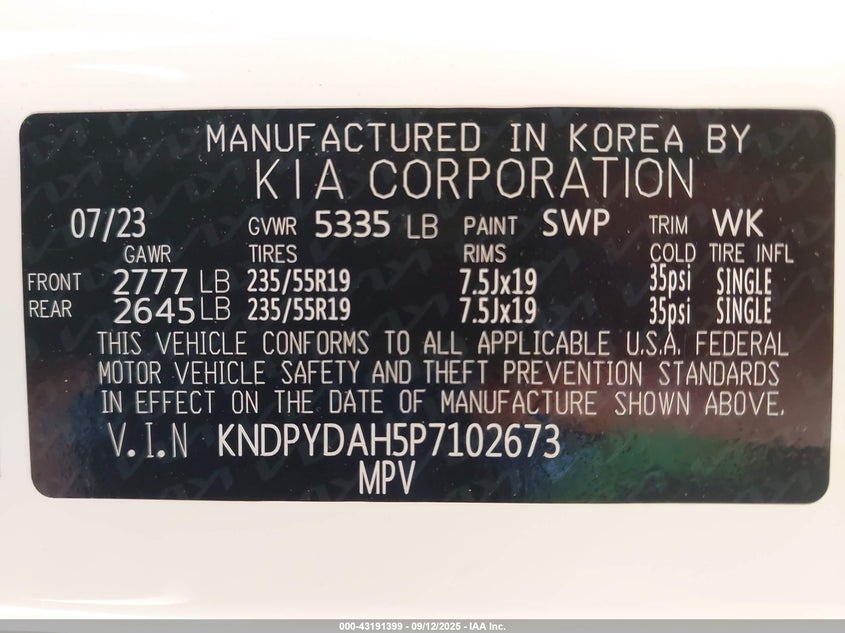 MANUFACTURED IN KOREA BY
KIA CORPORATION
07/23 GVWR 5335 LB PAINT SWP TRIM WK
GAWR TIRES RIMS COLD TIRE INFL
FRONT 2777 LB 235/55R19 7.5Jx19 35psi SINGLE
REAR 2645 LB 235/55R19 7.5Jx19 35psi SINGLE
THIS VEHICLE CONFORMS TO ALL APPLICABLE U.S.A. FEDERAL
MOTOR VEHICLE SAFETY AND THEFT PREVENTION STANDARDS
IN EFFECT ON THE DATE OF MANUFACTURE SHOWN ABOVE.
V.I.N KNDPYDAH5P7102673
MPV
000-43191399 - 09/12/2025 - IAA Inc.